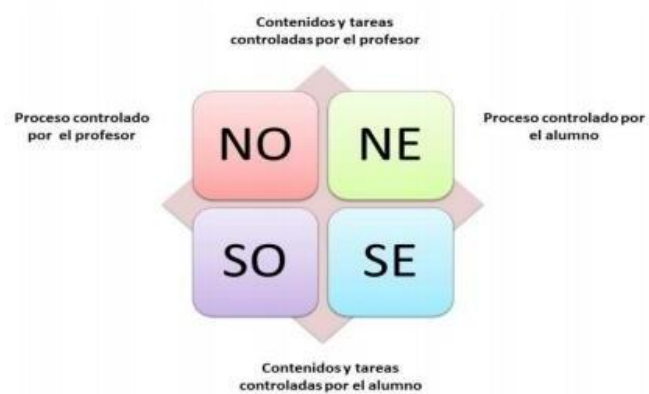 Contenidos y tareas
controladas por el profesor
Proceso controlado
por el profesor
Proceso controlado por
el alumno
NO
NE
SO
SE
Contenidos y tareas
controladas por el alumno